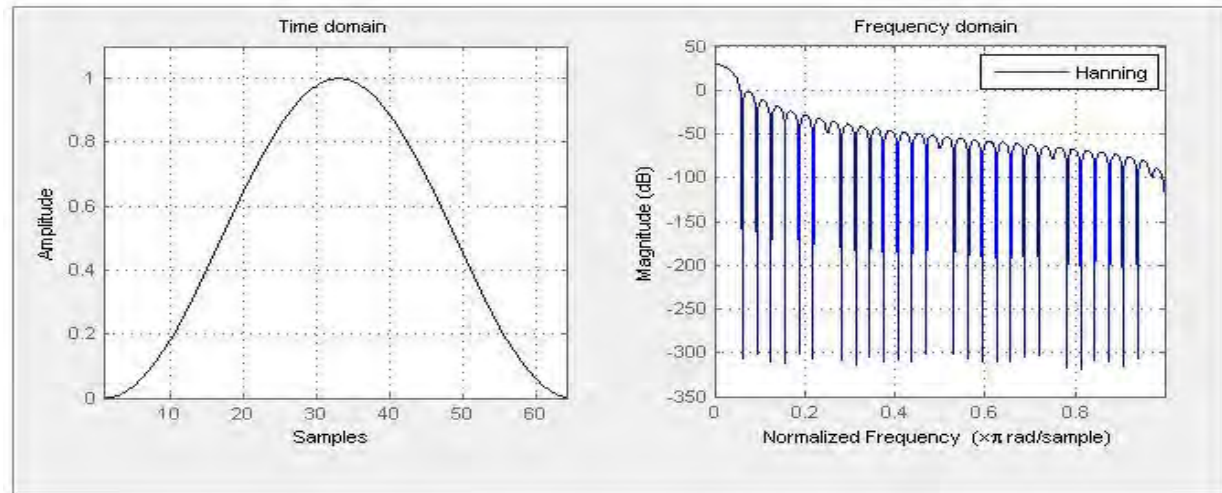 Time domain
1
0.8
0.6
0.4
0.2
0
Amplitude
10 20 30 40 50 60
Samples
Frequency domain
Hanning
50
0
-50
-100
-150
-200
-250
-300
-350
Magnitude (dB)
0 0.2 0.4 0.6 0.8
Normalized Frequency (×π rad/sample)